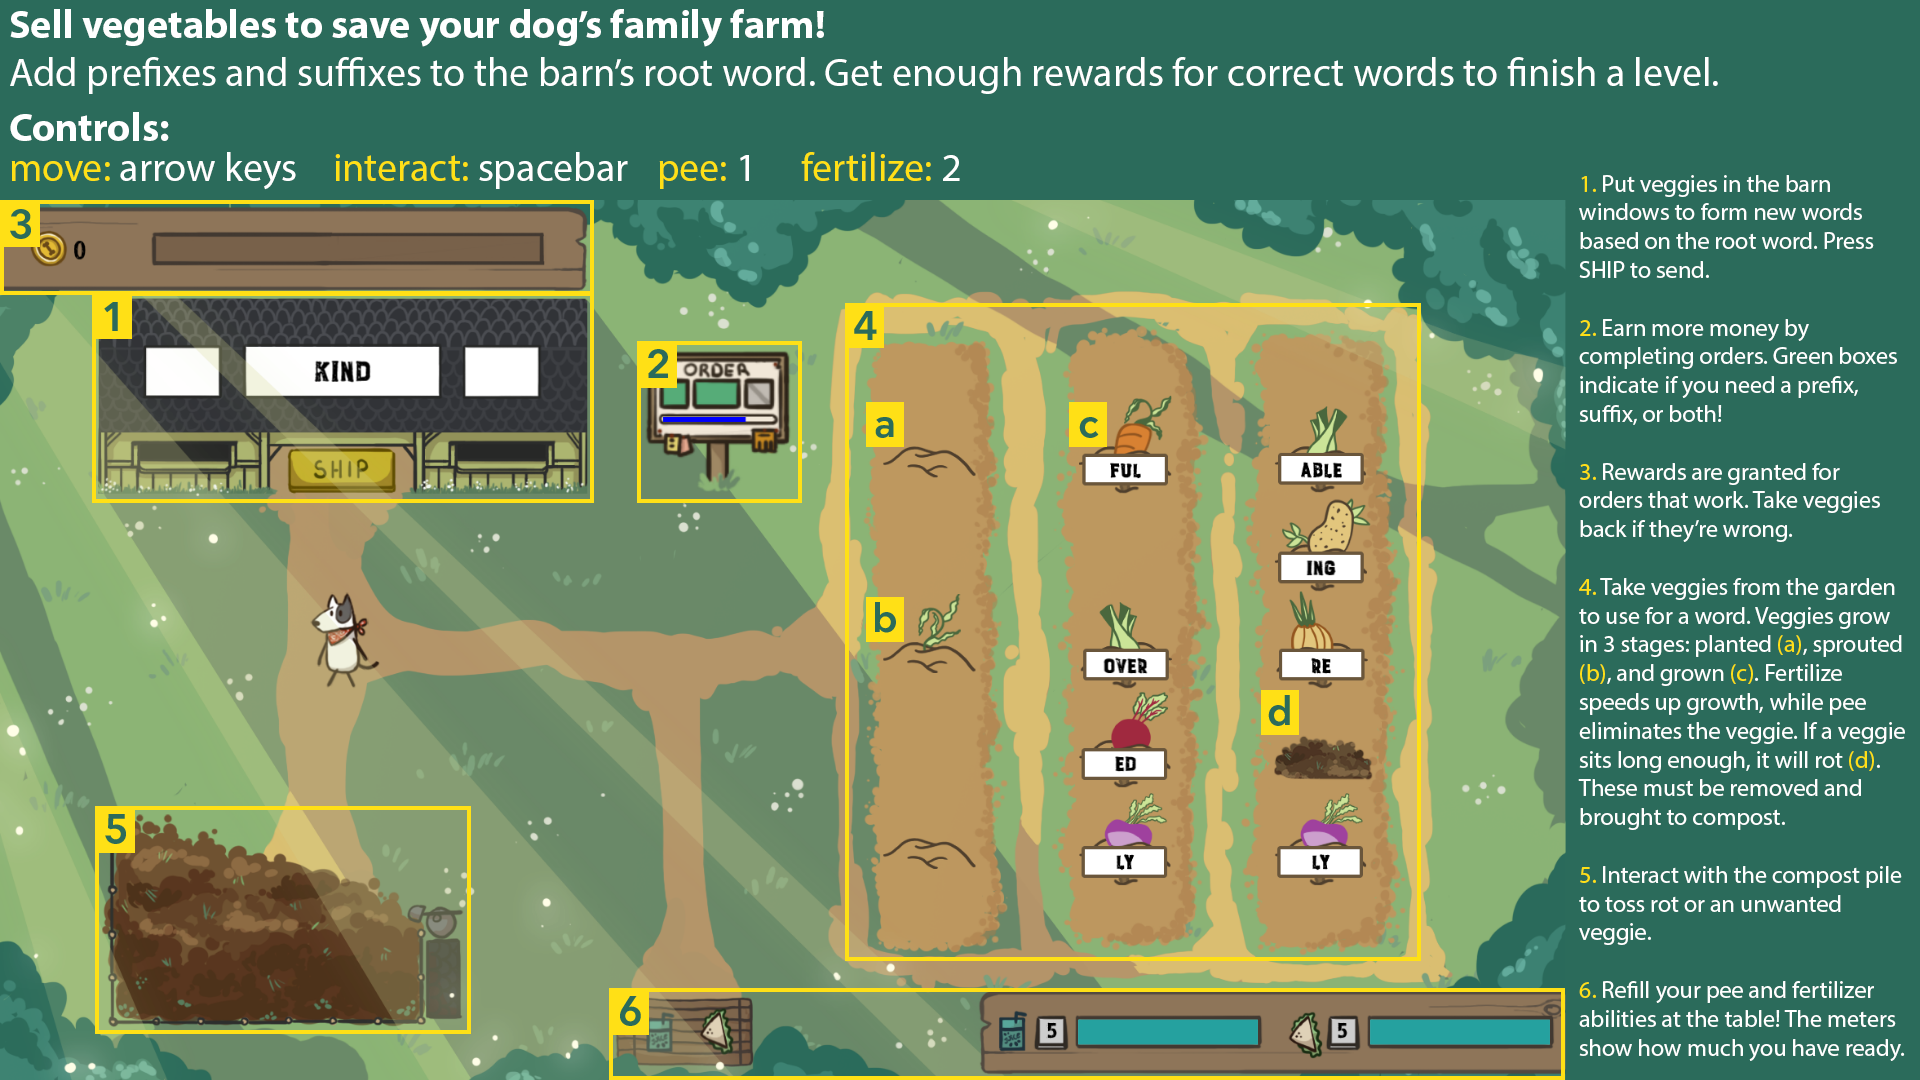 Sell vegetables to save your dog's family farm!
Add prefixes and suffixes to the barn's root word. Get enough rewards for correct words to finish a level.
Controls:
move: arrow keys interact: spacebar pee: 1 fertilize: 2
3
0
1
KIND
SHIP
2
ORDER
4
a
b
c
FUL
ABLE
ING
OVER
RE
d
ED
LY
LY
5
6
5
5
1. Put veggies in the barn
windows to form new words
based on the root word. Press
SHIP to send.
2. Earn more money by
completing orders. Green boxes
indicate if you need a prefix,
suffix, or both!
3. Rewards are granted for
orders that work. Take veggies
back if they're wrong.
4. Take veggies from the garden
to use for a word. Veggies grow
in 3 stages: planted (a), sprouted
(b), and grown (c). Fertilize
speeds up growth, while pee
eliminates the veggie. If a veggie
sits long enough, it will rot (d).
These must be removed and
brought to compost.
5. Interact with the compost pile
to toss rot or an unwanted
veggie.
6. Refill your pee and fertilizer
abilities at the table! The meters
show how much you have ready.